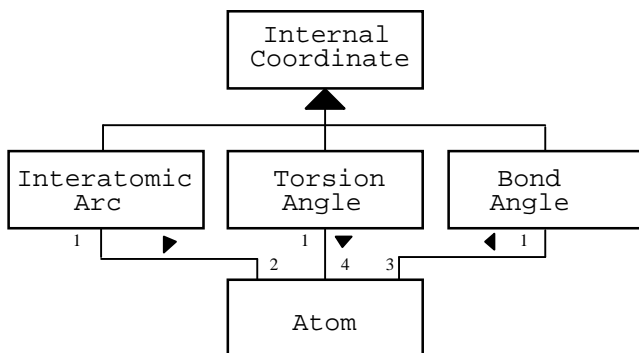 Internal
Coordinate
Interatomic
Arc
Torsion
Angle
Bond
Angle
1
1
1
2
4
3
Atom